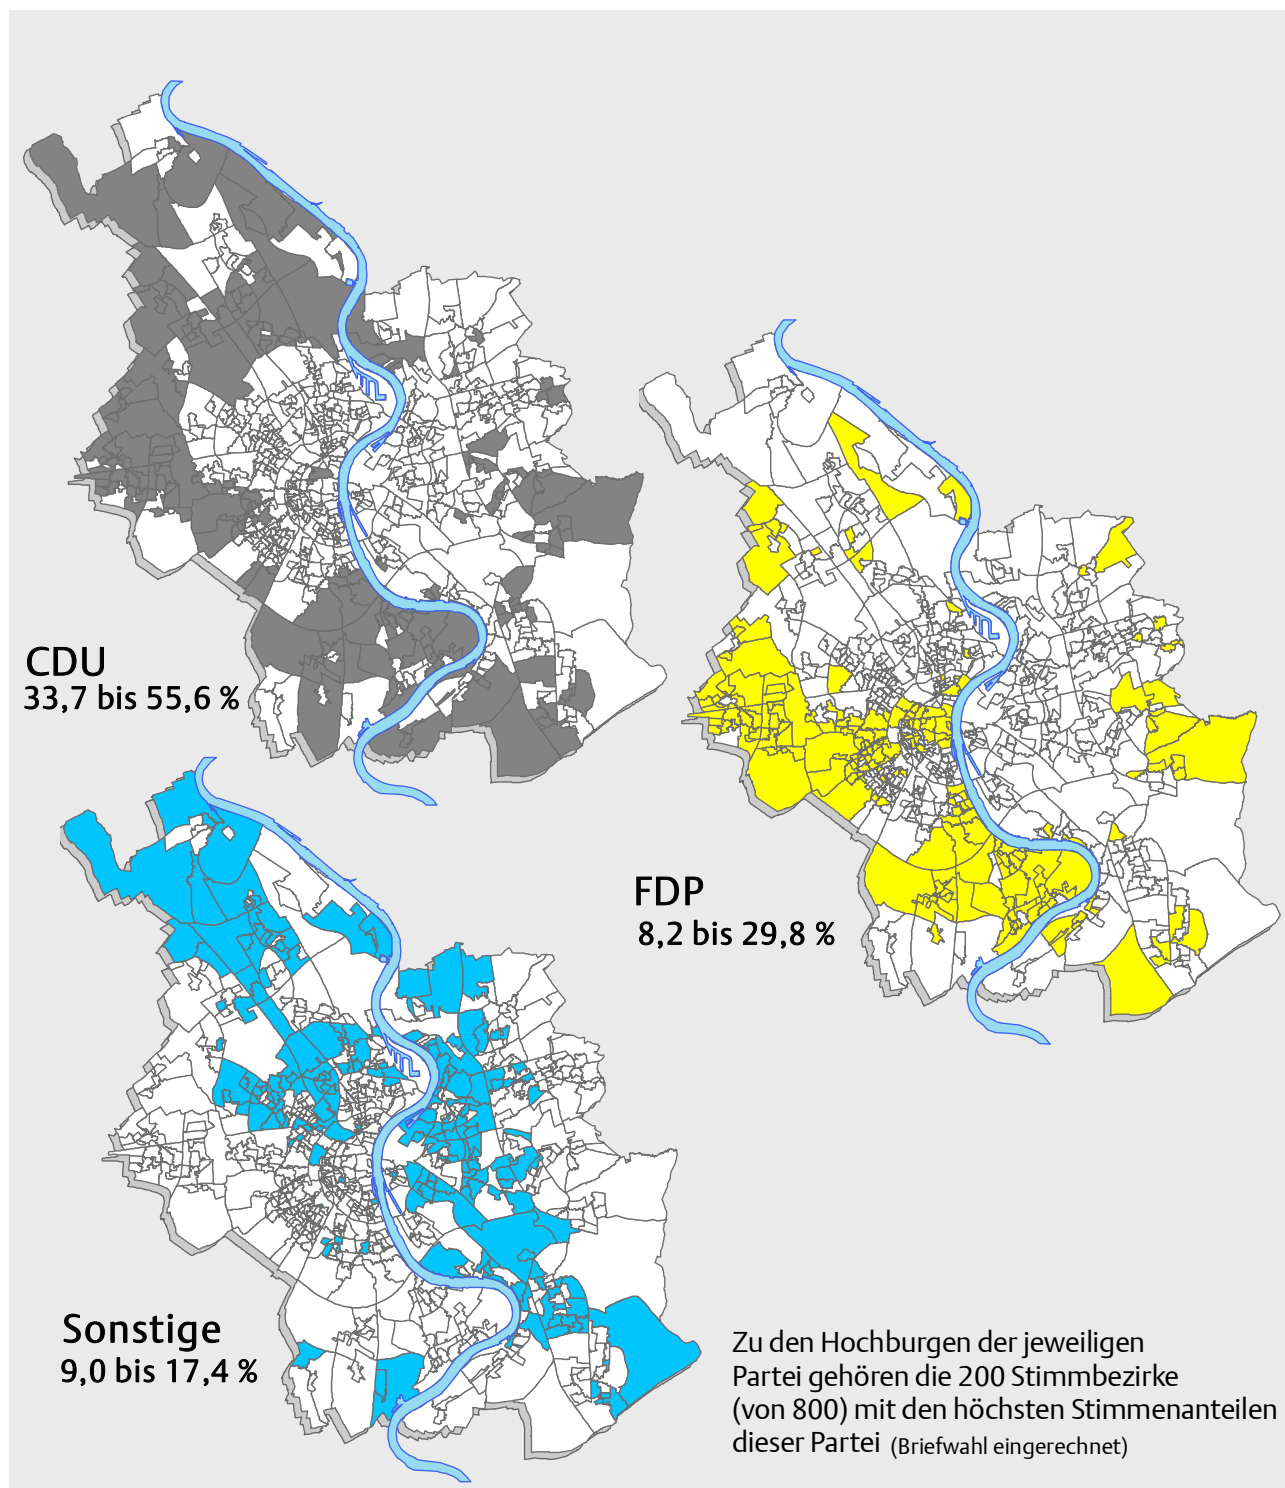 CDU
33,7 bis 55,6 %
FDP
8,2 bis 29,8 %
Sonstige
9,0 bis 17,4 %
Zu den Hochburgen der jeweiligen
Partei gehören die 200 Stimmbezirke
(von 800) mit den höchsten Stimmenanteilen
dieser Partei (Briefwahl eingerechnet)